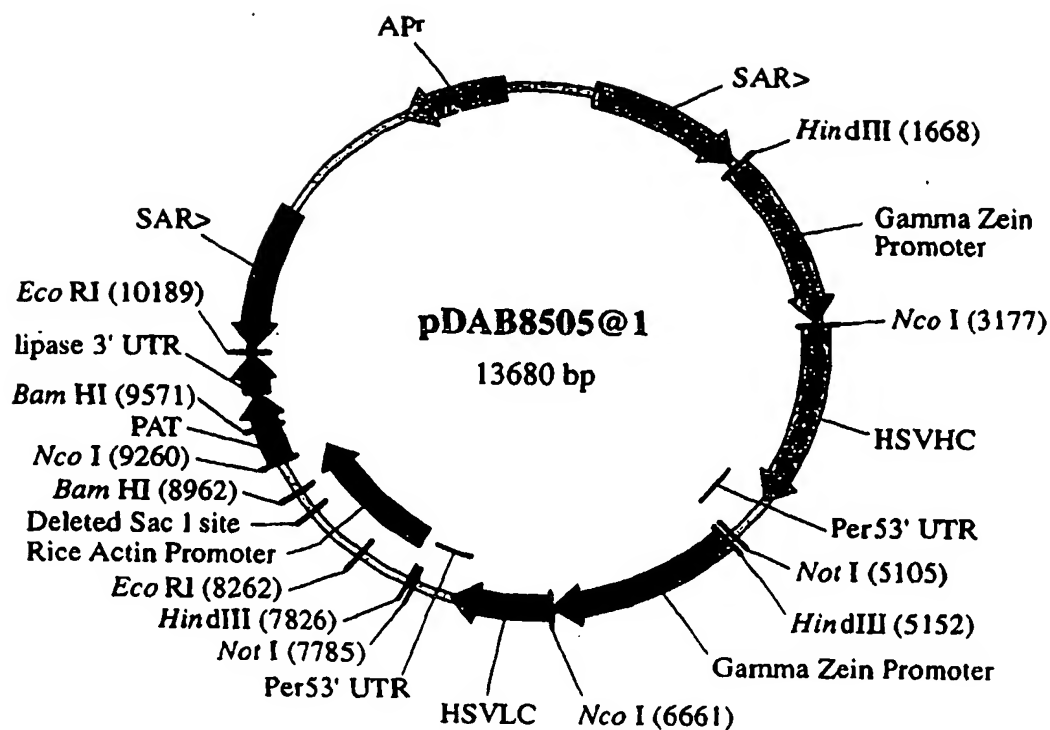 APr
SAR>
HindIII (1668)
Gamma Zein
Promoter
Nco I (3177)
HSVHC
Per53' UTR
Not I (5105)
HindIII (5152)
Gamma Zein Promoter
Nco I (6661)
HSVLC
Per53' UTR
Not I (7785)
HindIII (7826)
Eco RI (8262)
Rice Actin Promoter
Deleted Sac 1 site
Bam HI (8962)
Nco I (9260)
PAT
Bam HI (9571)
lipase 3' UTR
Eco RI (10189)
SAR>
pDAB8505@1
13680 bp